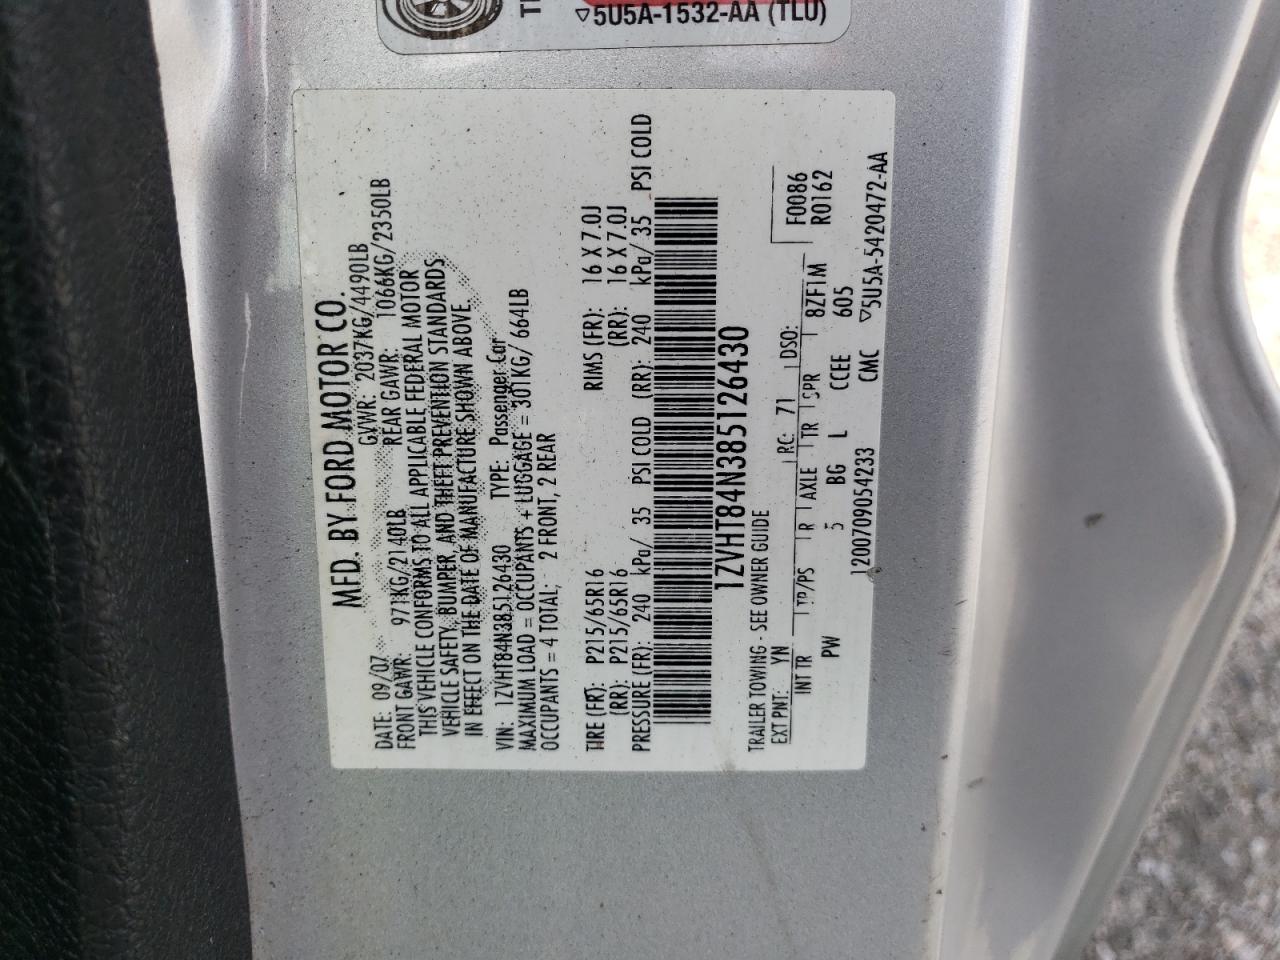 5U5A-1532-AA (TLU)
MFD. BY FORD MOTOR CO.
DATE: 09/07 GVWR: 2037KG/4490LB
FRONT GAWR: 971KG/2140LB REAR GAWR: 1066KG/2350LB
THIS VEHICLE CONFORMS TO ALL APPLICABLE FEDERAL MOTOR
VEHICLE SAFETY, BUMPER, AND THEFT PREVENTION STANDARDS
IN EFFECT ON THE DATE OF MANUFACTURE SHOWN ABOVE.
VIN: 1ZVHT84N385126430 TYPE: Passenger Car
MAXIMUM LOAD = OCCUPANTS + LUGGAGE = 301KG/664LB
OCCUPANTS = 4 TOTAL; 2 FRONT, 2 REAR
TIRE (FR): P215/65R16 RIMS (FR): 16 X 7.0J
(RR): P215/65R16 (RR): 16 X 7.0J
PRESSURE (FR): 240 kPa/ 35 PSI COLD (RR): 240 kPa/ 35 PSI COLD
1ZVHT84N385126430
TRAILER TOWING - SEE OWNER GUIDE F0086
EXT PNT: YN RC: 71 DSO: R0162
INT TR TP/PS R AXLE TR SPR 8ZF1M
PW 5 BG L CCEE 605
1200709054233 CMC 5U5A-5420472-AA